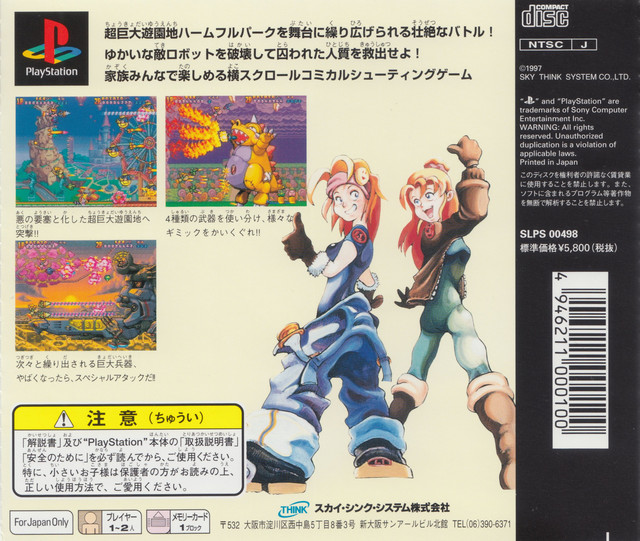 PlayStation
超巨大遊園地ハームフルパークを舞台に繰り広げられる壮絶なバトル！
ゆかいな敵ロボットを破壊して囚われた人質を救出せよ！
家族みんなで楽しめる横スクロールコミカルシューティングゲーム
悪の要塞と化した超巨大遊園地へ
突撃!!
4種類の武器を使い分け、様々な
ギミックをかいくぐれ!!
次々と繰り出される巨大兵器、
やばくなったら、スペシャルアタックだ!!
注意（ちゅうい）
「解説書」及び"PlayStation"本体の「取扱説明書」
「安全のために」を必ず読んでから、ご使用ください。
特に、小さいお子様は保護者の方がお読みの上、
正しい使用方法で、ご愛用ください。
For Japan Only
プレイヤー
1~2人
メモリーカード
1ブロック
THINK
スカイ・シンク・システム株式会社
〒532 大阪市淀川区西中島5丁目8番3号 新大阪サンアールビル北館 TEL(06)390-6371
COMPACT
disc
NTSC J
©1997
SKY THINK SYSTEM CO.,LTD.
" " and "PlayStation" are
trademarks of Sony Computer
Entertainment Inc.
WARNING: All rights
reserved. Unauthorized
duplication is a violation of
applicable laws.
Printed in Japan
このディスクを権利者の許諾なく賃貸業
に使用することを禁止します。また、
ソフトに含まれるプログラム等著作物
を無断で解析することを禁止します。
SLPS 00498
標準価格¥5,800(税抜)
4 946211 000100